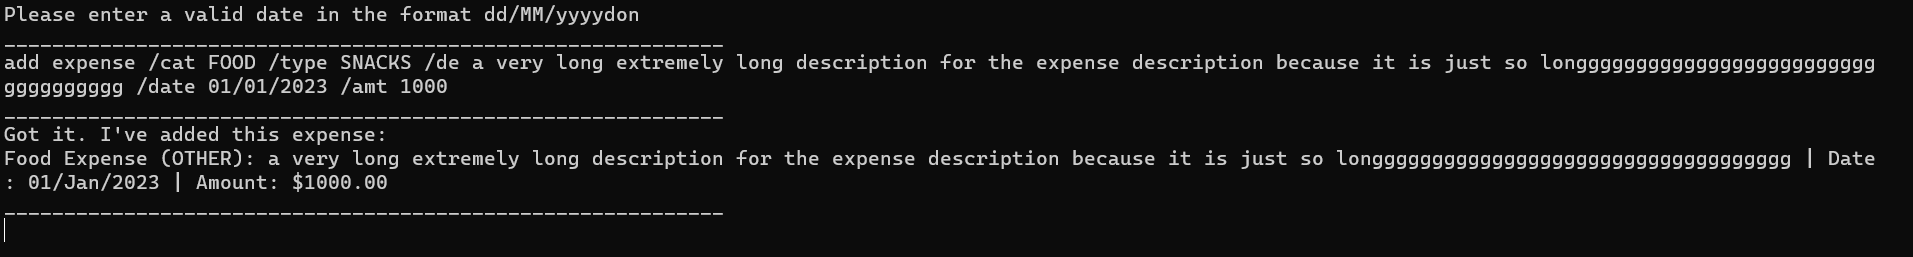 Please enter a valid date in the format dd/MM/yyyydon
____________________________________________________________
add expense /cat FOOD /type SNACKS /de a very long extremely long description for the expense description because it is just so longgggggggggggggggggggggggggg
gggggggggg /date 01/01/2023 /amt 1000
____________________________________________________________
Got it. I've added this expense:
Food Expense (OTHER): a very long extremely long description for the expense description because it is just so longggggggggggggggggggggggggggggggggggg | Date
: 01/Jan/2023 | Amount: $1000.00
____________________________________________________________